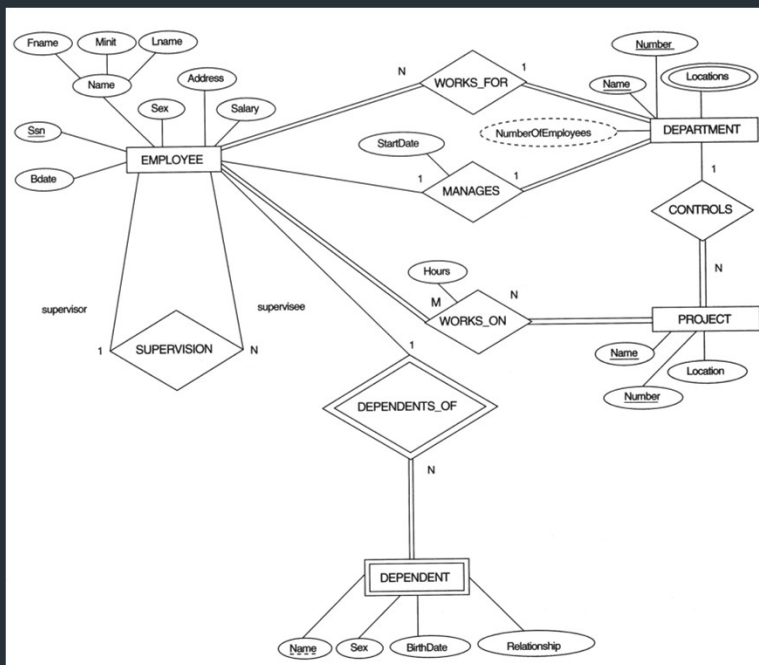 Fname
Minit
Lname
Name
Address
Sex
Salary
Ssn
Bdate
EMPLOYEE
N
WORKS_FOR
1
Number
Name
Locations
NumberOfEmployees
DEPARTMENT
StartDate
1
MANAGES
1
1
CONTROLS
N
Hours
M
N
WORKS_ON
PROJECT
Name
Number
Location
supervisor
supervisee
1
SUPERVISION
N
1
DEPENDENTS_OF
N
DEPENDENT
Name
Sex
BirthDate
Relationship